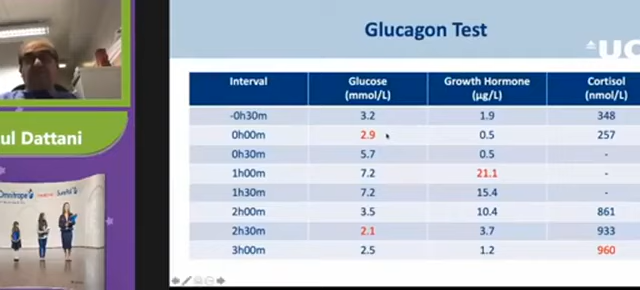 Glucagon Test
UC
Interval Glucose (mmol/L) Growth Hormone (µg/L) Cortisol (nmol/L)
-0h30m 3.2 1.9 348
0h00m 2.9 0.5 257
0h30m 5.7 0.5 -
1h00m 7.2 21.1 -
1h30m 7.2 15.4 -
2h00m 3.5 10.4 861
2h30m 2.1 3.7 933
3h00m 2.5 1.2 960
ul Dattani
Omnitrope